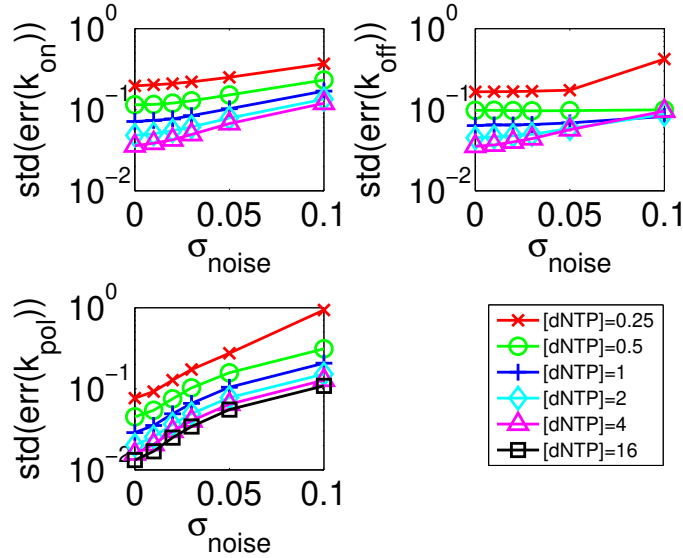 10^0
10^-1
10^-2
std(err(k_on))
0 0.05 0.1
σ_noise
10^0
10^-1
10^-2
std(err(k_off))
0 0.05 0.1
σ_noise
10^0
10^-1
10^-2
std(err(k_pol))
0 0.05 0.1
σ_noise
[dNTP]=0.25
[dNTP]=0.5
[dNTP]=1
[dNTP]=2
[dNTP]=4
[dNTP]=16